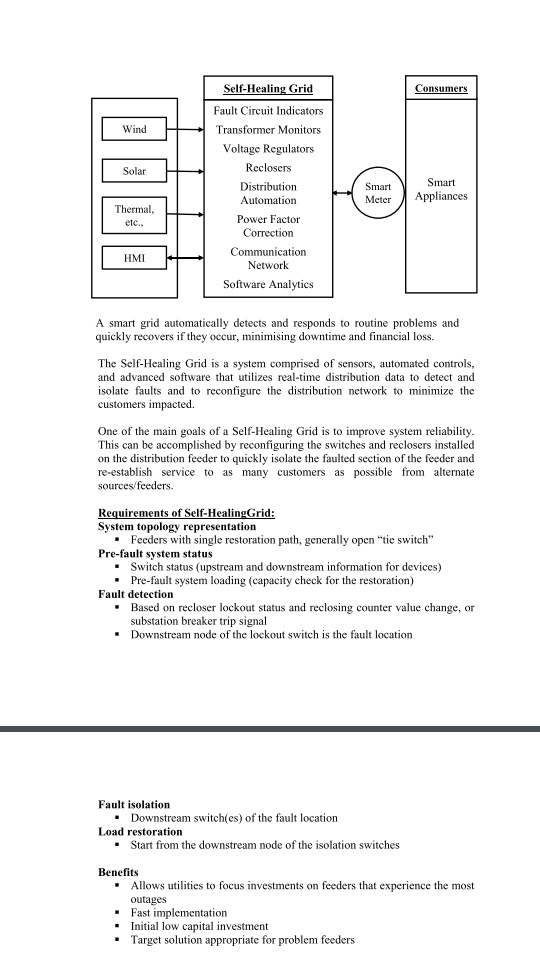 Self-Healing Grid
Consumers
Fault Circuit Indicators
Wind
Transformer Monitors
Voltage Regulators
Solar
Reclosers
Distribution
Automation
Thermal,
etc.,
Power Factor
Correction
HMI
Communication
Network
Software Analytics
Smart
Meter
Smart
Appliances
A smart grid automatically detects and responds to routine problems and
quickly recovers if they occur, minimising downtime and financial loss.
The Self-Healing Grid is a system comprised of sensors, automated controls,
and advanced software that utilizes real-time distribution data to detect and
isolate faults and to reconfigure the distribution network to minimize the
customers impacted.
One of the main goals of a Self-Healing Grid is to improve system reliability.
This can be accomplished by reconfiguring the switches and reclosers installed
on the distribution feeder to quickly isolate the faulted section of the feeder and
re-establish service to as many customers as possible from alternate
sources/feeders.
Requirements of Self-HealingGrid:
System topology representation
▪ Feeders with single restoration path, generally open “tie switch”
Pre-fault system status
▪ Switch status (upstream and downstream information for devices)
▪ Pre-fault system loading (capacity check for the restoration)
Fault detection
▪ Based on recloser lockout status and reclosing counter value change, or
substation breaker trip signal
▪ Downstream node of the lockout switch is the fault location
Fault isolation
▪ Downstream switch(es) of the fault location
Load restoration
▪ Start from the downstream node of the isolation switches
Benefits
▪ Allows utilities to focus investments on feeders that experience the most
outages
▪ Fast implementation
▪ Initial low capital investment
▪ Target solution appropriate for problem feeders